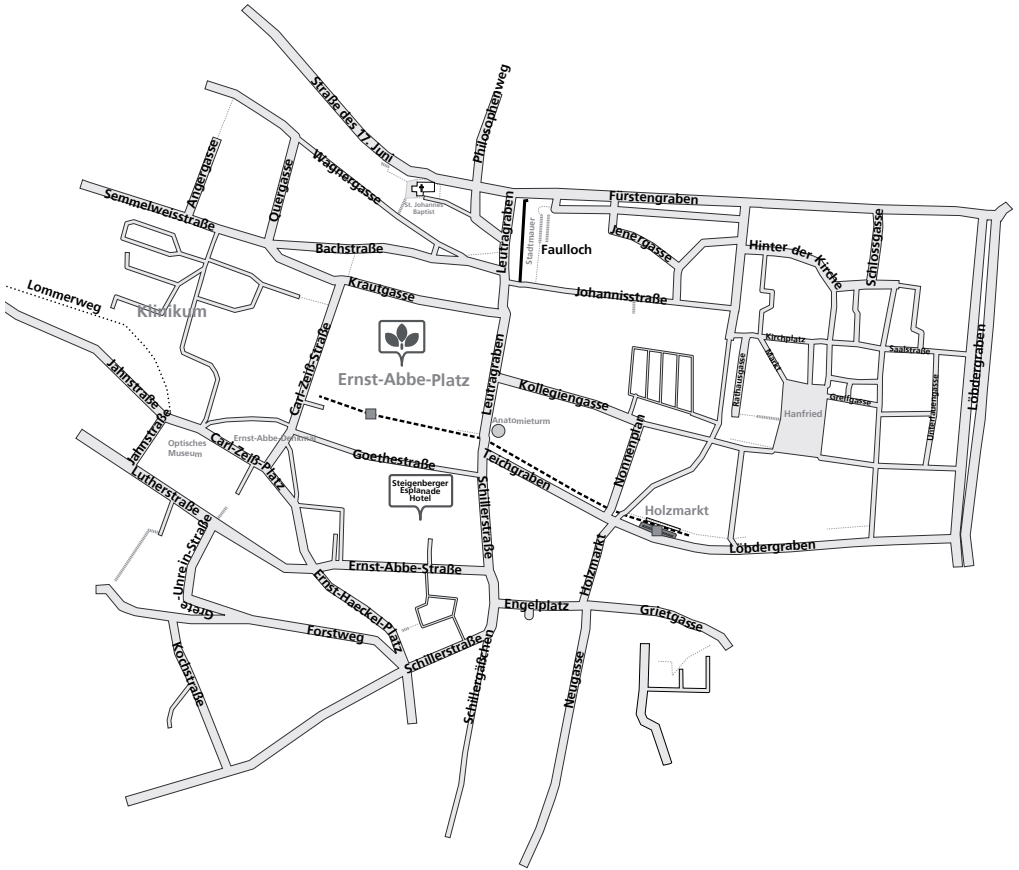 Straße des 17. Juni
Philosophenweg
Angergasse
Quergasse
Wagnergasse
St. Johannes
Baptist
Fürstengraben
Semmelweisstraße
Leutragraben
Stadtmauer
Faulloch
Jenergasse
Hinter der Kirche
Schlossgasse
Bachstraße
Krautgasse
Johannisstraße
Lommerweg
Klinikum
Carl-Zeiß-Straße
Ernst-Abbe-Platz
Leutragraben
Kirchplatz
Saalstraße
Markt
Rathausgasse
Löbdergraben
Jahnstraße
Kollegiengasse
Greifgasse
Hanfried
Unterlauengasse
Anatomieturm
Jahnstraße
Optisches
Museum
Ernst-Abbe-Denkmal
Carl-Zeiß-Platz
Goethestraße
Teichgraben
Nonnenplan
Lutherstraße
Steigenberger
Esplanade
Hotel
Schillerstraße
Holzmarkt
Löbdergraben
Grete
-Unrein-Straße
Ernst-Abbe-Straße
Holzmarkt
Ernst-Haeckel-Platz
Engelplatz
Grietgasse
Forstweg
Schillerstraße
Kochstraße
Schillergäßchen
Neugasse